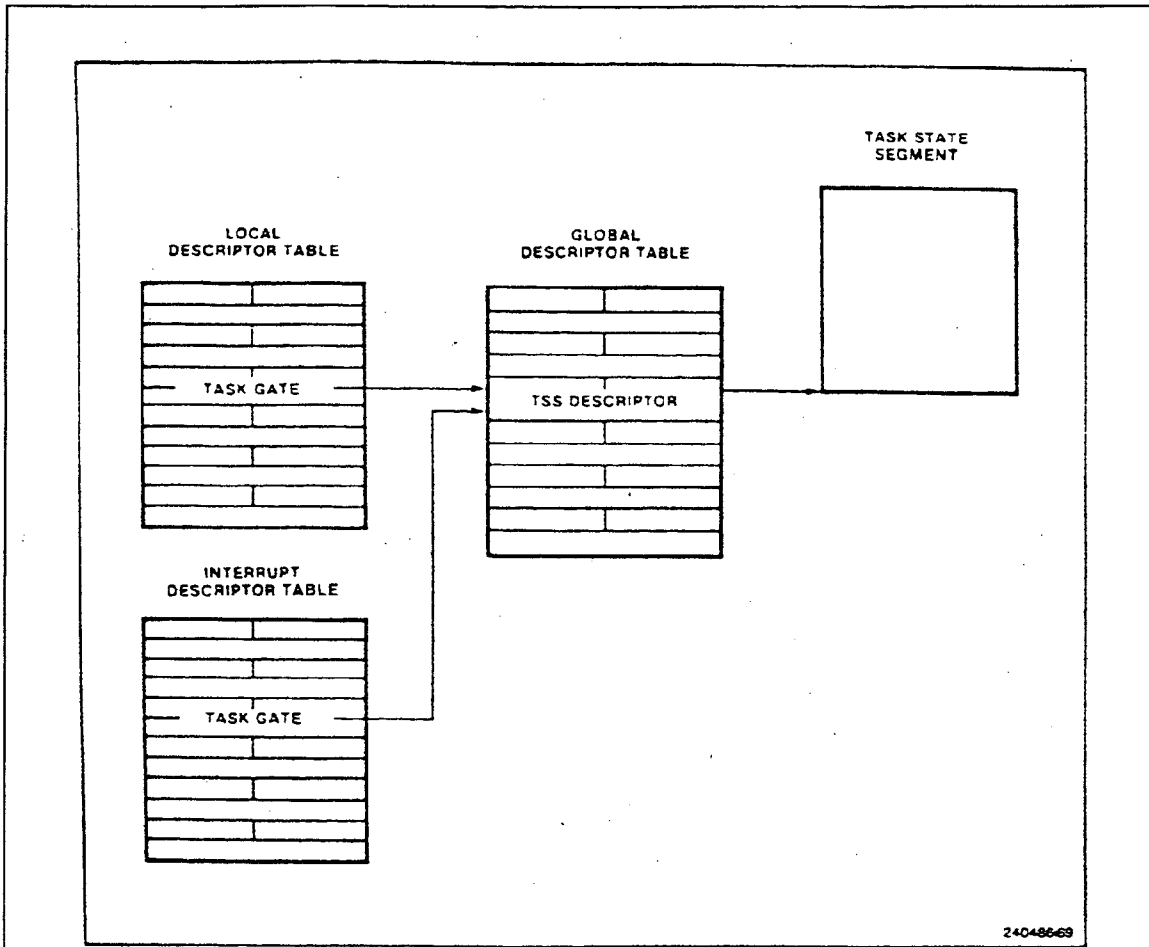 TASK STATE
SEGMENT
LOCAL
DESCRIPTOR TABLE
GLOBAL
DESCRIPTOR TABLE
TASK GATE
TSS DESCRIPTOR
INTERRUPT
DESCRIPTOR TABLE
TASK GATE
240486-69